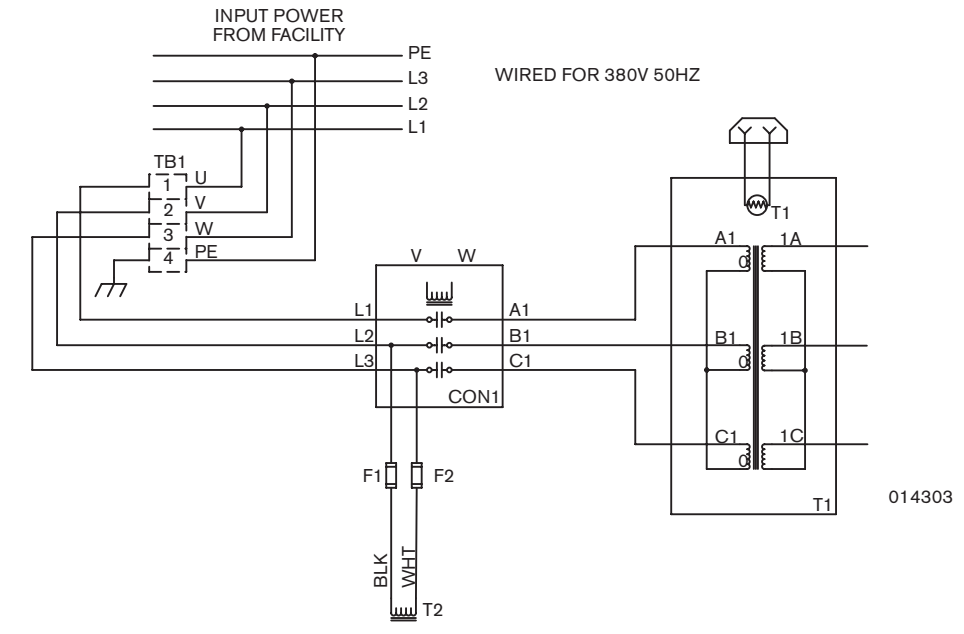 INPUT POWER
FROM FACILITY
PE
L3
L2
L1
WIRED FOR 380V 50HZ
TB1
1 U
2 V
3 W
4 PE
V W
L1 A1
L2 B1
L3 C1
CON1
T1
A1 1A
0
B1 1B
0
C1 1C
0
T1
014303
F1 F2
BLK WHT
T2